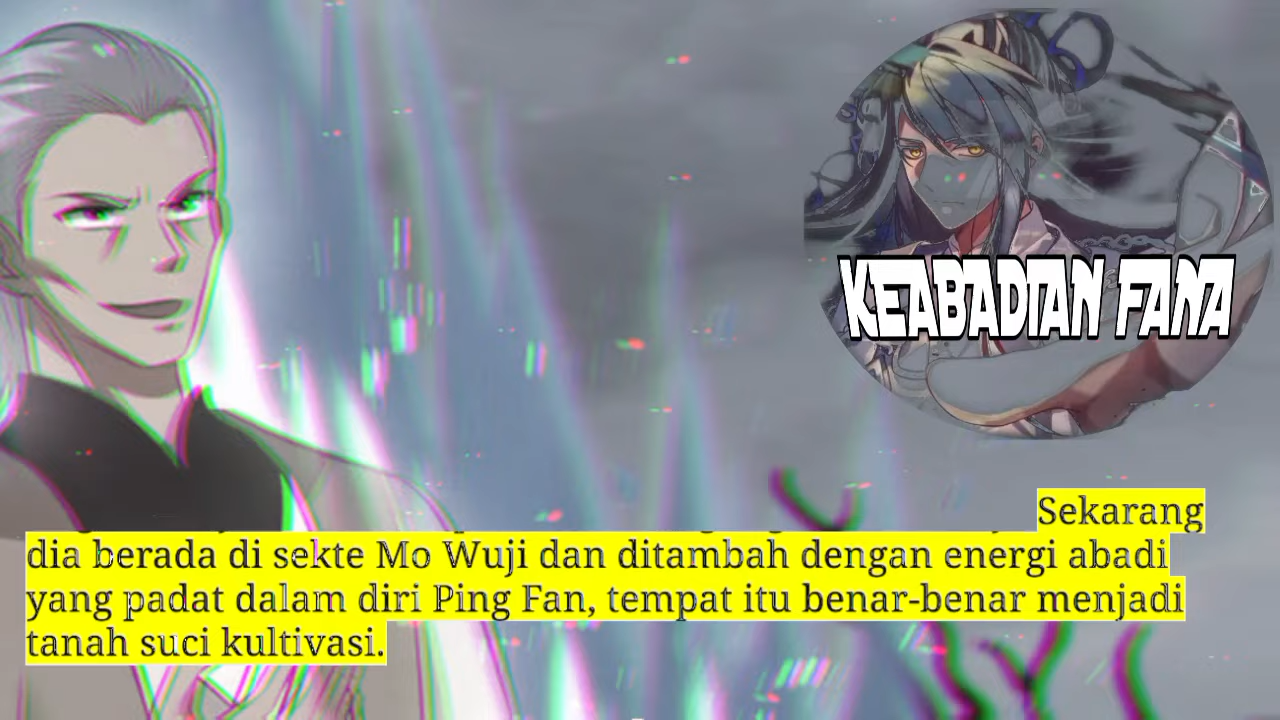 KEABADIAN FANA
Sekarang
dia berada di sekte Mo Wuji dan ditambah dengan energi abadi
yang padat dalam diri Ping Fan, tempat itu benar-benar menjadi
tanah suci kultivasi.